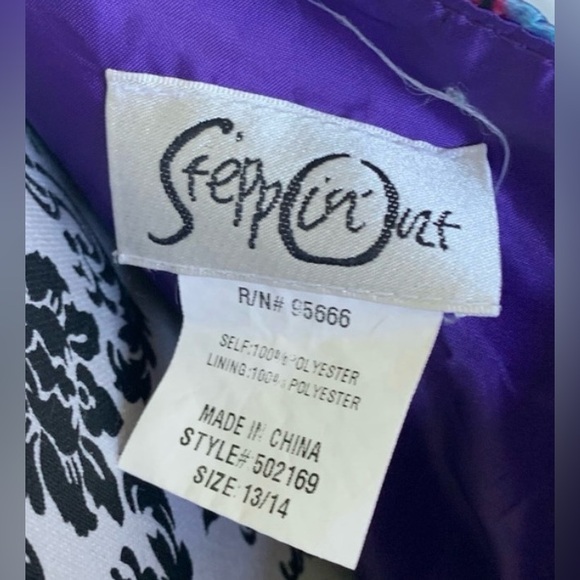 Steppin' Out
R/N# 95666
SELF:100% POLYESTER
LINING:100% POLYESTER
MADE IN CHINA
STYLE# 502169
SIZE: 13/14